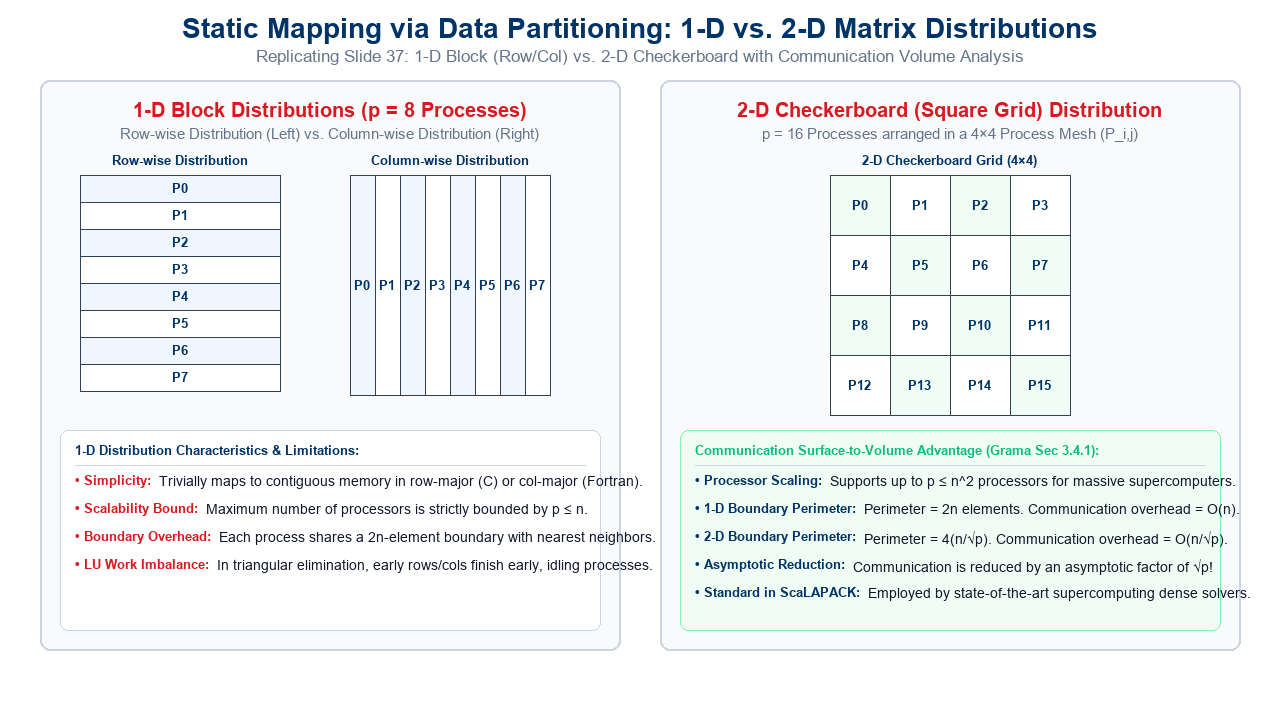 Static Mapping via Data Partitioning: 1-D vs. 2-D Matrix Distributions
Replicating Slide 37: 1-D Block (Row/Col) vs. 2-D Checkerboard with Communication Volume Analysis
1-D Block Distributions (p = 8 Processes)
Row-wise Distribution (Left) vs. Column-wise Distribution (Right)
Row-wise Distribution
P0
P1
P2
P3
P4
P5
P6
P7
Column-wise Distribution
P0 P1 P2 P3 P4 P5 P6 P7
1-D Distribution Characteristics & Limitations:
• Simplicity: Trivially maps to contiguous memory in row-major (C) or col-major (Fortran).
• Scalability Bound: Maximum number of processors is strictly bounded by p ≤ n.
• Boundary Overhead: Each process shares a 2n-element boundary with nearest neighbors.
• LU Work Imbalance: In triangular elimination, early rows/cols finish early, idling processes.
2-D Checkerboard (Square Grid) Distribution
p = 16 Processes arranged in a 4×4 Process Mesh (P_i,j)
2-D Checkerboard Grid (4×4)
P0 P1 P2 P3
P4 P5 P6 P7
P8 P9 P10 P11
P12 P13 P14 P15
Communication Surface-to-Volume Advantage (Grama Sec 3.4.1):
• Processor Scaling: Supports up to p ≤ n^2 processors for massive supercomputers.
• 1-D Boundary Perimeter: Perimeter = 2n elements. Communication overhead = O(n).
• 2-D Boundary Perimeter: Perimeter = 4(n/√p). Communication overhead = O(n/√p).
• Asymptotic Reduction: Communication is reduced by an asymptotic factor of √p!
• Standard in ScaLAPACK: Employed by state-of-the-art supercomputing dense solvers.